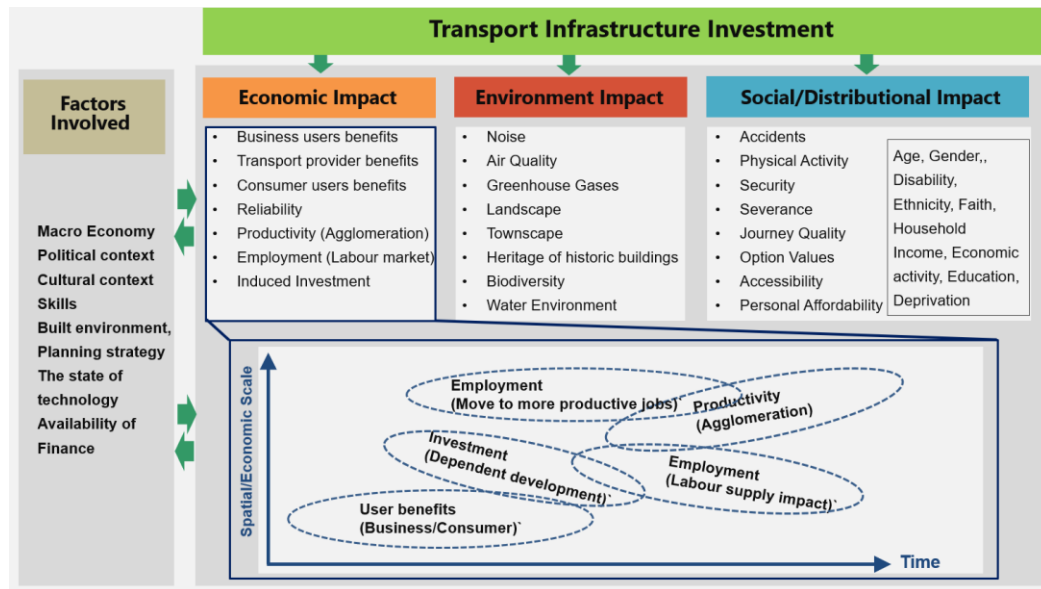 Transport Infrastructure Investment
Factors
Involved
Macro Economy
Political context
Cultural context
Skills
Built environment,
Planning strategy
The state of
technology
Availability of
Finance
Economic Impact
• Business users benefits
• Transport provider benefits
• Consumer users benefits
• Reliability
• Productivity (Agglomeration)
• Employment (Labour market)
• Induced Investment
Environment Impact
• Noise
• Air Quality
• Greenhouse Gases
• Landscape
• Townscape
• Heritage of historic buildings
• Biodiversity
• Water Environment
Social/Distributional Impact
• Accidents
• Physical Activity
• Security
• Severance
• Journey Quality
• Option Values
• Accessibility
• Personal Affordability
Age, Gender,,
Disability,
Ethnicity, Faith,
Household
Income, Economic
activity, Education,
Deprivation
Spatial/Economic Scale
Employment
(Move to more productive jobs)`
Productivity
(Agglomeration)
Investment
(Dependent development)`
Employment
(Labour supply impact)`
User benefits
(Business/Consumer)`
Time